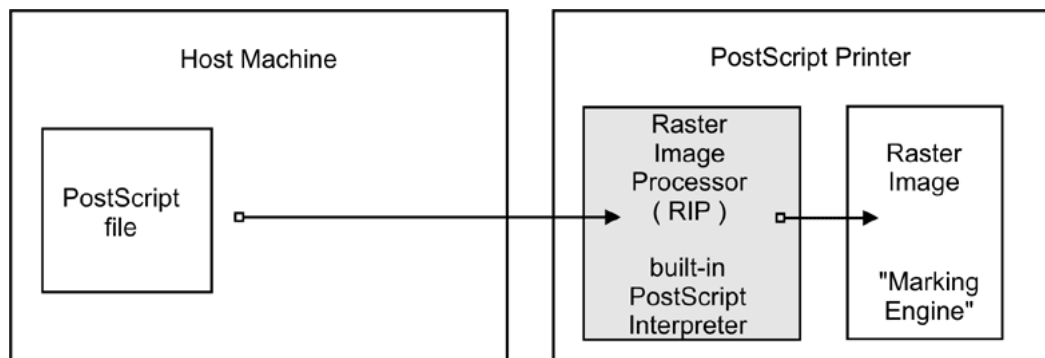 Host Machine
PostScript
file
PostScript Printer
Raster
Image
Processor
( RIP )
built-in
PostScript
Interpreter
Raster
Image
"Marking
Engine"